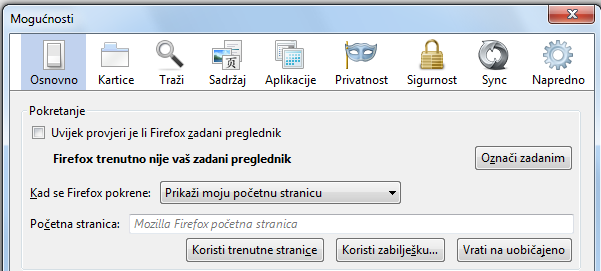 Mogućnosti
Osnovno Kartice Traži Sadržaj Aplikacije Privatnost Sigurnost Sync Napredno
Pokretanje
Uvijek provjeri je li Firefox zadani preglednik
Firefox trenutno nije vaš zadani preglednik
Označi zadanim
Kad se Firefox pokrene: Prikaži moju početnu stranicu
Početna stranica: Mozilla Firefox početna stranica
Koristi trenutne stranice Koristi zabilješku... Vrati na uobičajeno